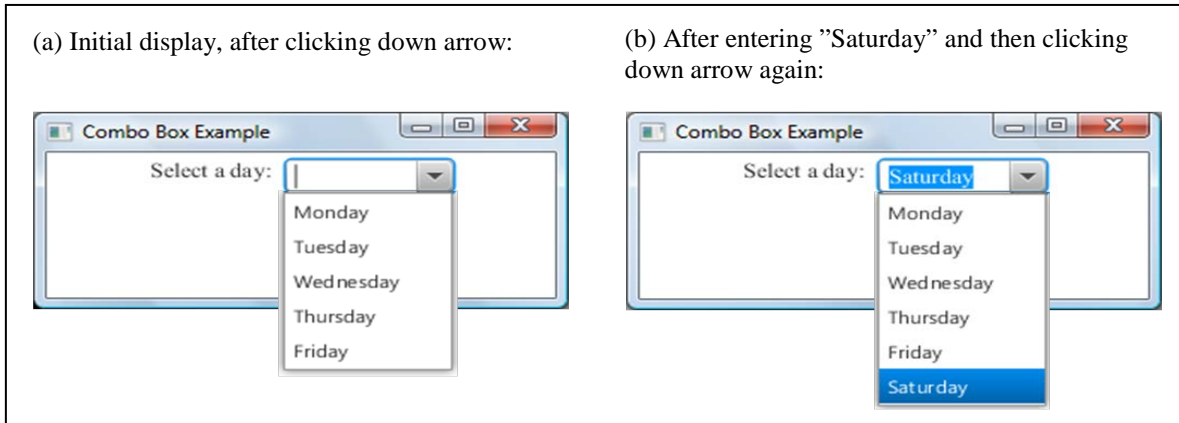 (a) Initial display, after clicking down arrow:
Combo Box Example
Select a day:
Monday
Tuesday
Wednesday
Thursday
Friday
(b) After entering ”Saturday” and then clicking
down arrow again:
Combo Box Example
Select a day: Saturday
Monday
Tuesday
Wednesday
Thursday
Friday
Saturday